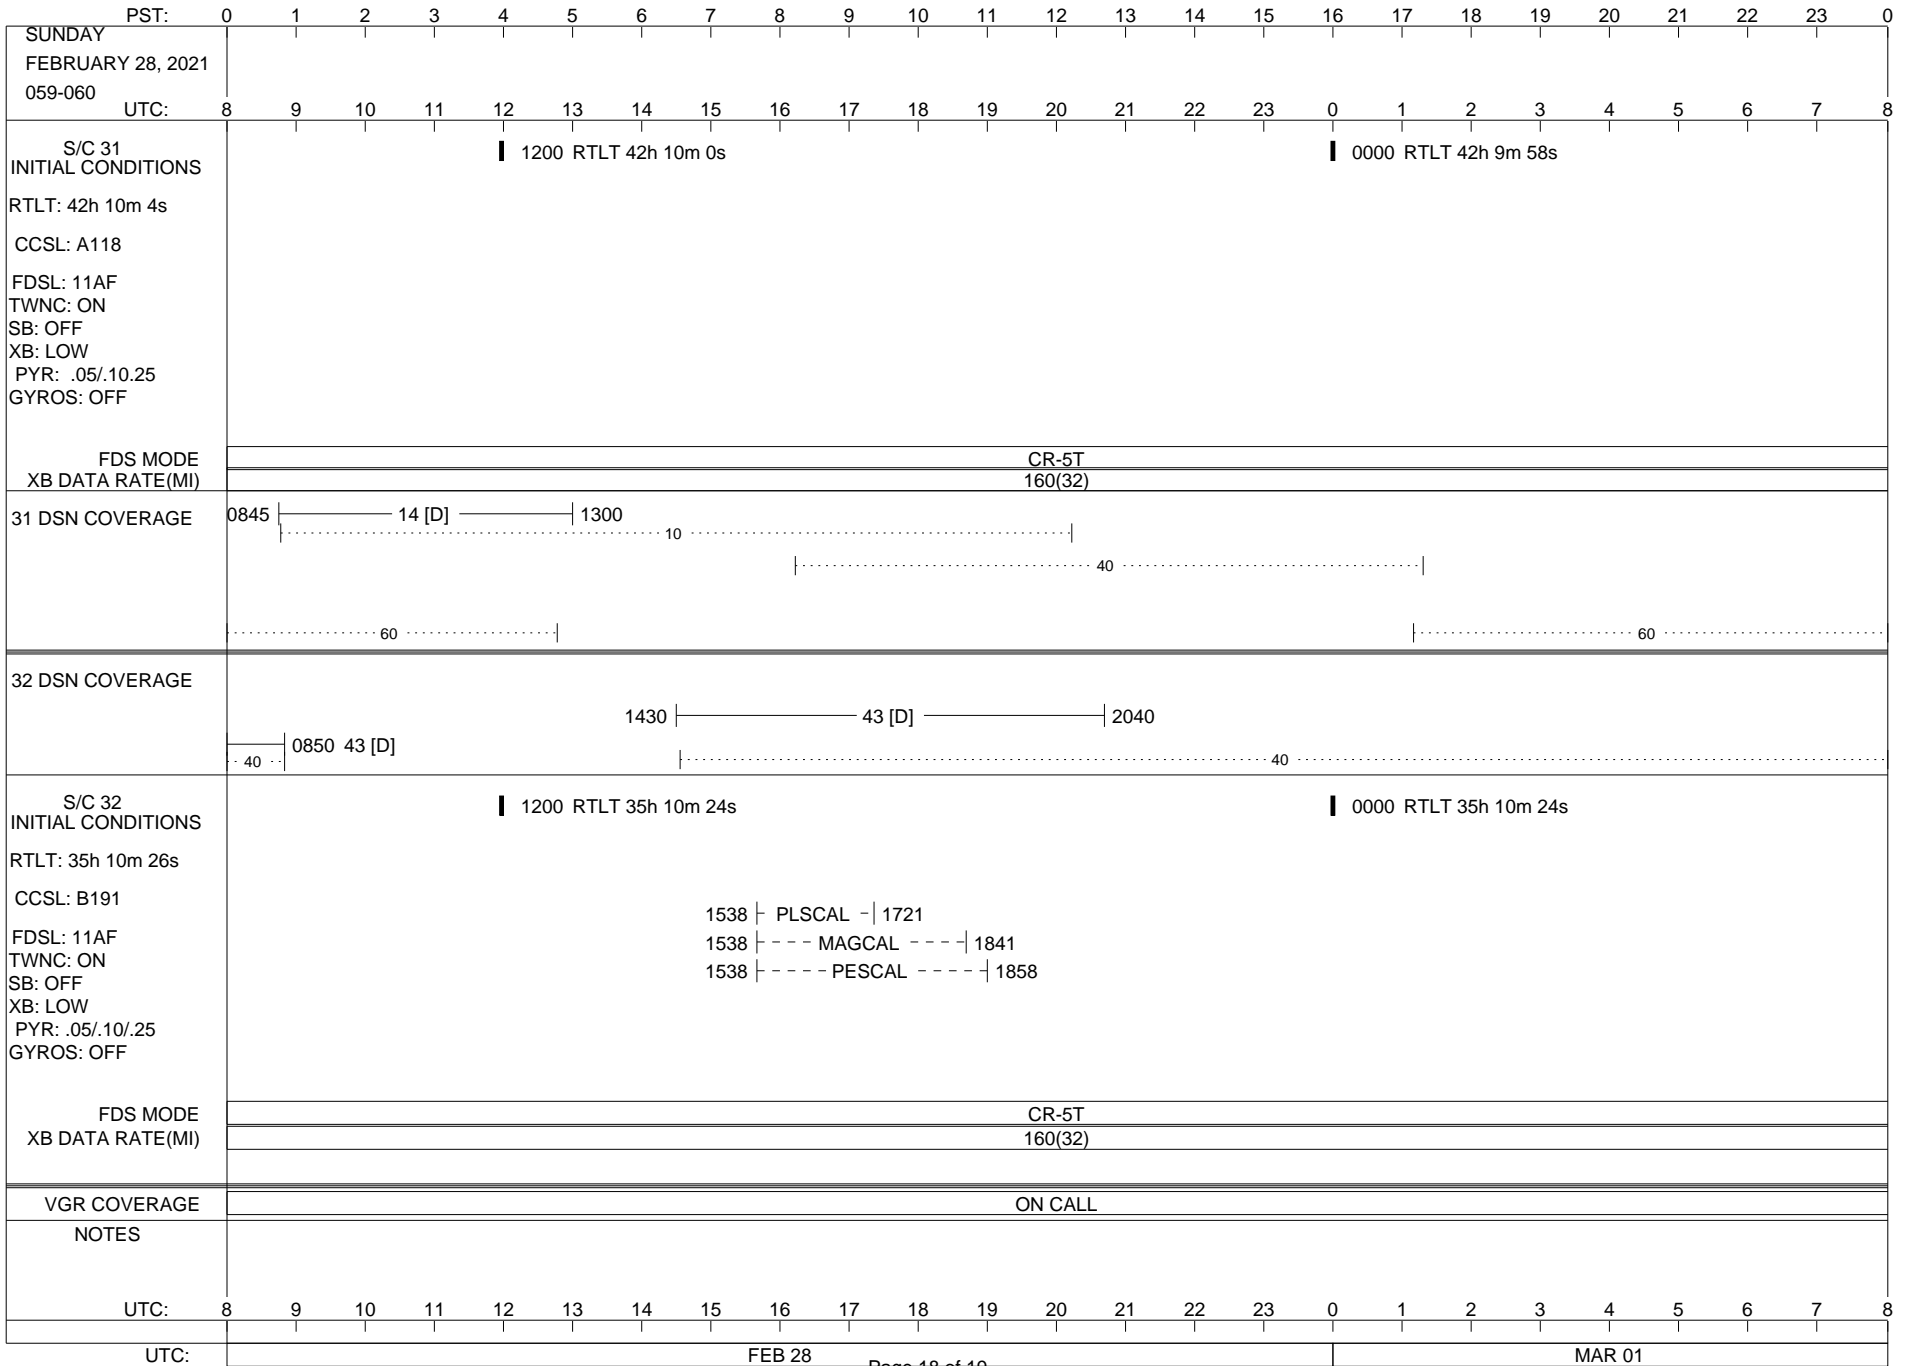 PST: 0 1 2 3 4 5 6 7 8 9 10 11 12 13 14 15 16 17 18 19 20 21 22 23 0
SUNDAY
FEBRUARY 28, 2021
059-060
UTC: 8 9 10 11 12 13 14 15 16 17 18 19 20 21 22 23 0 1 2 3 4 5 6 7 8
S/C 31
INITIAL CONDITIONS
1200 RTLT 42h 10m 0s
0000 RTLT 42h 9m 58s
RTLT: 42h 10m 4s
CCSL: A118
FDSL: 11AF
TWNC: ON
SB: OFF
XB: LOW
PYR: .05/.10.25
GYROS: OFF
FDS MODE CR-5T
XB DATA RATE(MI) 160(32)
31 DSN COVERAGE
0845 14 [D] 1300
10
40
60 60
32 DSN COVERAGE
1430 43 [D] 2040
0850 43 [D]
40 40
S/C 32
INITIAL CONDITIONS
1200 RTLT 35h 10m 24s
0000 RTLT 35h 10m 24s
RTLT: 35h 10m 26s
CCSL: B191
FDSL: 11AF
TWNC: ON
SB: OFF
XB: LOW
PYR: .05/.10/.25
GYROS: OFF
1538 PLSCAL 1721
1538 MAGCAL 1841
1538 PESCAL 1858
FDS MODE CR-5T
XB DATA RATE(MI) 160(32)
VGR COVERAGE ON CALL
NOTES
UTC: 8 9 10 11 12 13 14 15 16 17 18 19 20 21 22 23 0 1 2 3 4 5 6 7 8
UTC: FEB 28 MAR 01
Page 18 of 19